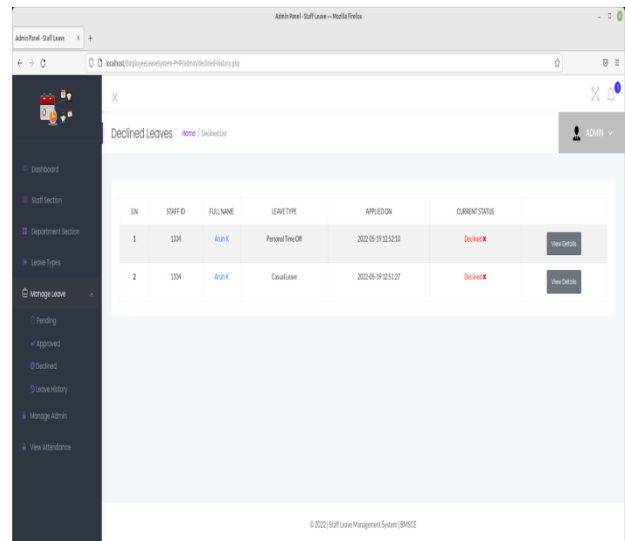 Admin Panel - Staff Leave — Mozilla Firefox
Admin Panel - Staff Leave
localhost/EmployeeLeaveSystem-PHP/admin/declined-history.php
Declined Leaves Home / Declined List
ADMIN
Dashboard
Staff Section
Department Section
Leave Types
Manage Leave
Pending
Approved
Declined
Leave History
Manage Admin
View Attendance
S.N STAFF ID FULL NAME LEAVE TYPE APPLIED ON CURRENT STATUS
1 1334 Arun K Personal Time Off 2022-05-19 12:52:10 Declined View Details
2 1334 Arun K Casual Leave 2022-05-19 12:51:27 Declined View Details
© 2022 | Staff Leave Management System | BMSCE